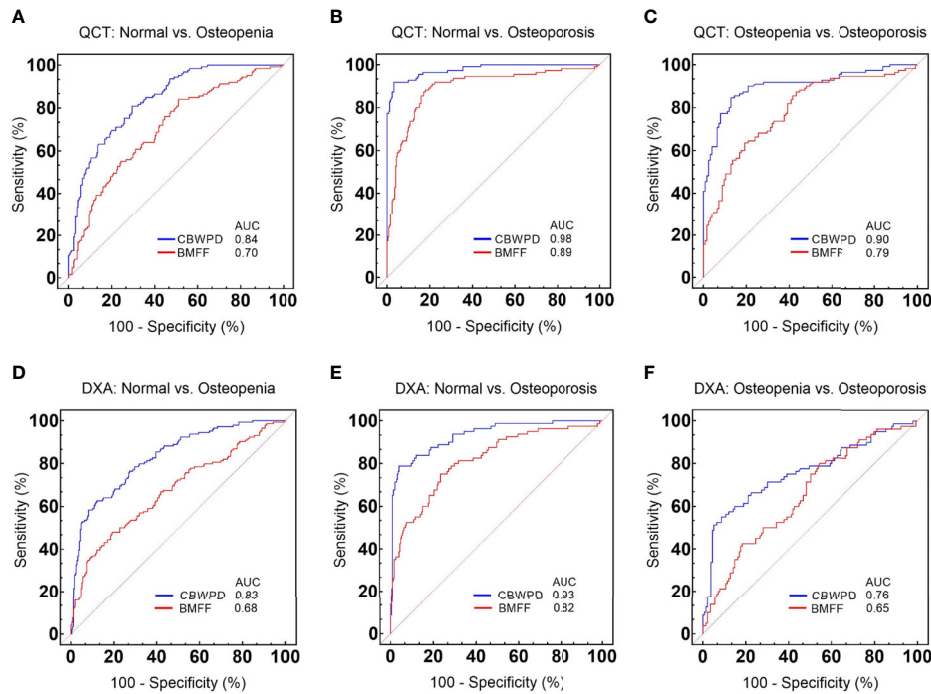 A
QCT: Normal vs. Osteopenia
100
80
60
40
20
0
Sensitivity (%)
AUC
CBWPD 0.84
BMFF 0.70
0 20 40 60 80 100
100 - Specificity (%)
B
QCT: Normal vs. Osteoporosis
100
80
60
40
20
0
Sensitivity (%)
AUC
CBWPD 0.98
BMFF 0.89
0 20 40 60 80 100
100 - Specificity (%)
C
QCT: Osteopenia vs. Osteoporosis
100
80
60
40
20
0
Sensitivity (%)
AUC
CBWPD 0.90
BMFF 0.79
0 20 40 60 80 100
100 - Specificity (%)
D
DXA: Normal vs. Osteopenia
100
80
60
40
20
0
Sensitivity (%)
AUC
CBWPD 0.83
BMFF 0.68
0 20 40 60 80 100
100 - Specificity (%)
E
DXA: Normal vs. Osteoporosis
100
80
60
40
20
0
Sensitivity (%)
AUC
CBWPD 0.93
BMFF 0.82
0 20 40 60 80 100
100 - Specificity (%)
F
DXA: Osteopenia vs. Osteoporosis
100
80
60
40
20
0
Sensitivity (%)
AUC
CBWPD 0.76
BMFF 0.65
0 20 40 60 80 100
100 - Specificity (%)